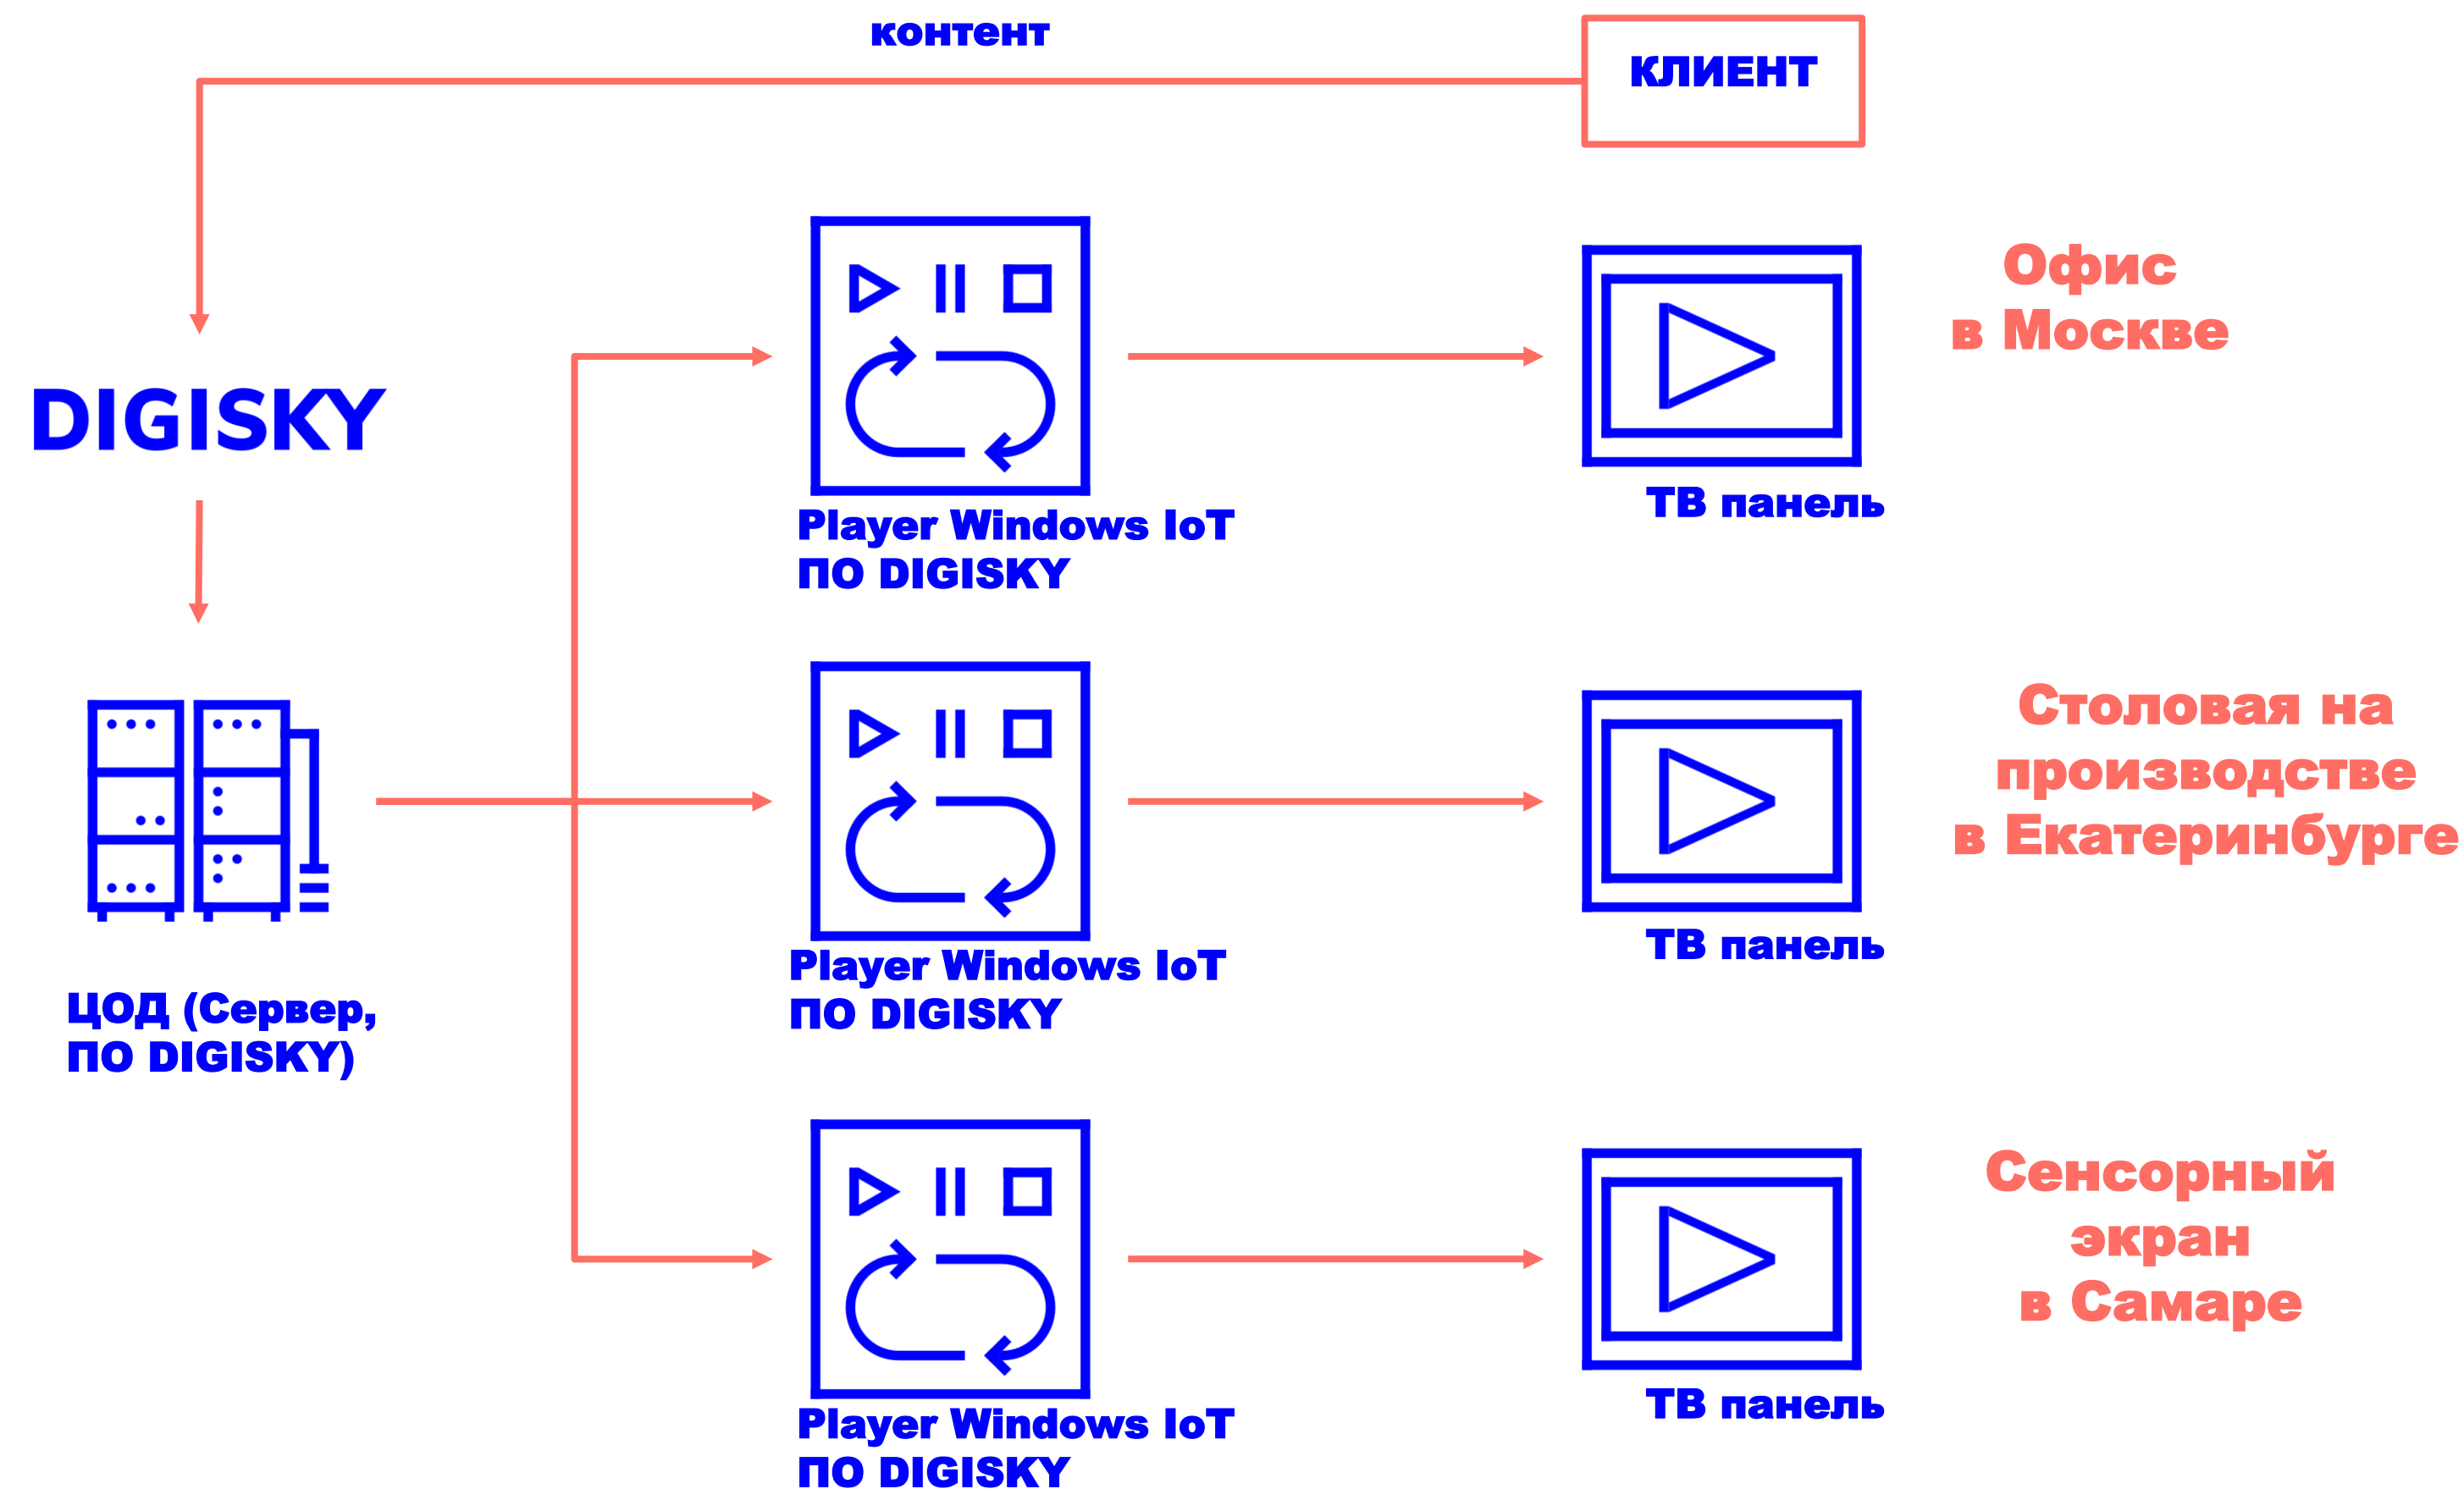 контент
КЛИЕНТ
DIGISKY
Player Windows IoT
ПО DIGISKY
ТВ панель
Офис
в Москве
ЦОД (Сервер,
ПО DIGISKY)
Player Windows IoT
ПО DIGISKY
ТВ панель
Столовая на
производстве
в Екатеринбурге
Player Windows IoT
ПО DIGISKY
ТВ панель
Сенсорный
экран
в Самаре